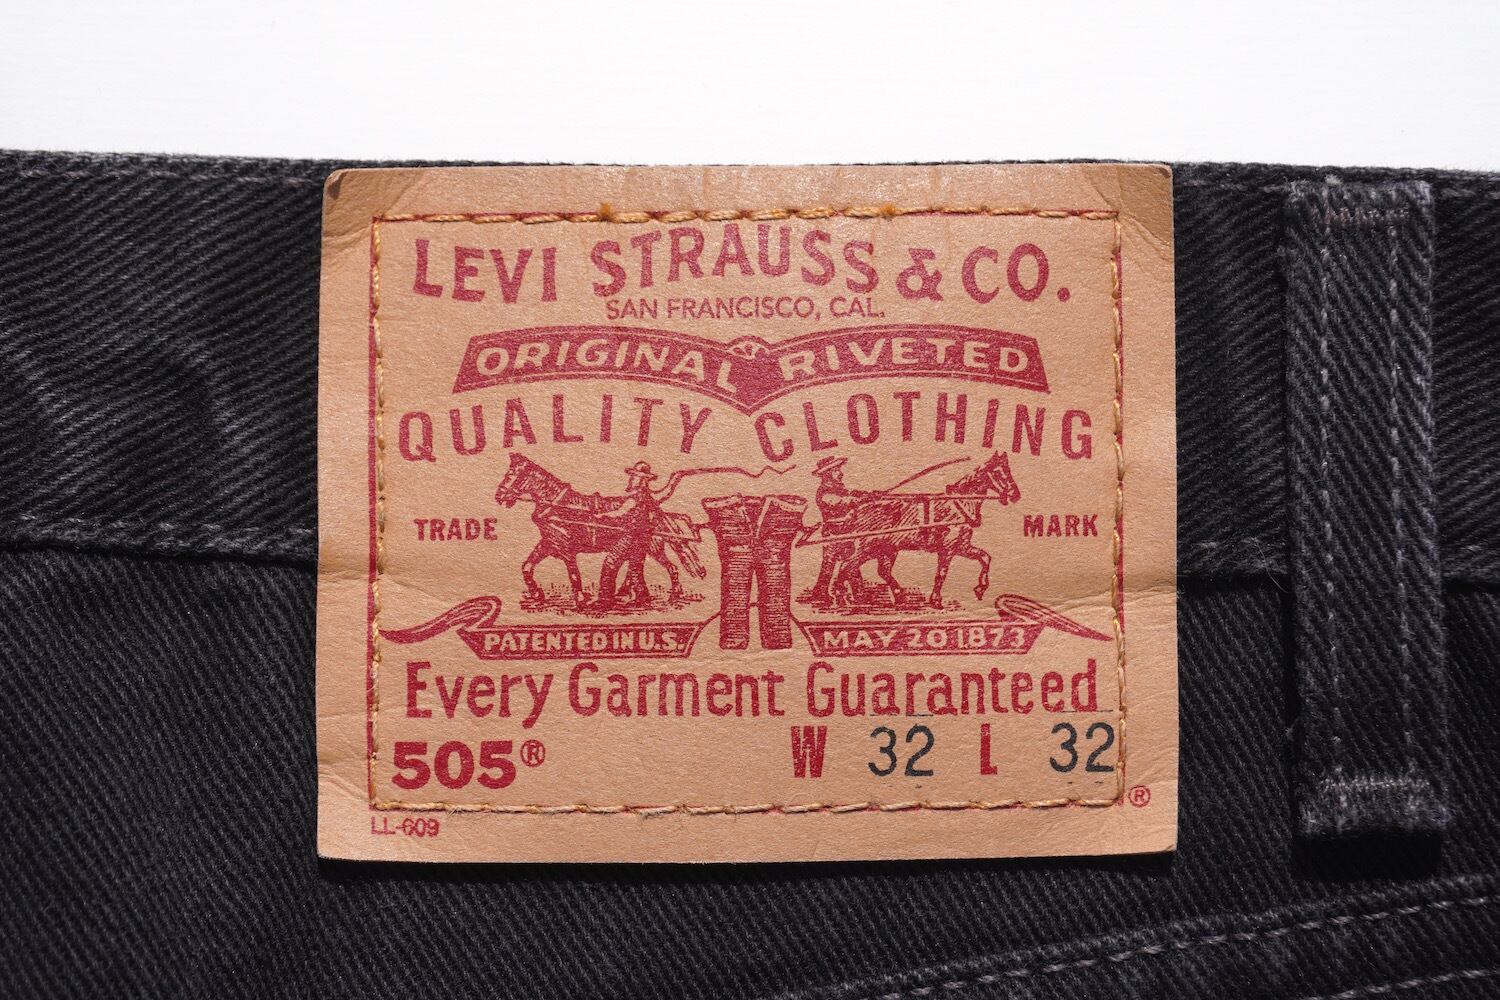 LEVI STRAUSS & CO.
SAN FRANCISCO, CAL.
ORIGINAL RIVETED
QUALITY CLOTHING
TRADE MARK
PATENTED IN U.S. MAY 20 1873
Every Garment Guaranteed
505® W 32 L 32
®
LL-609